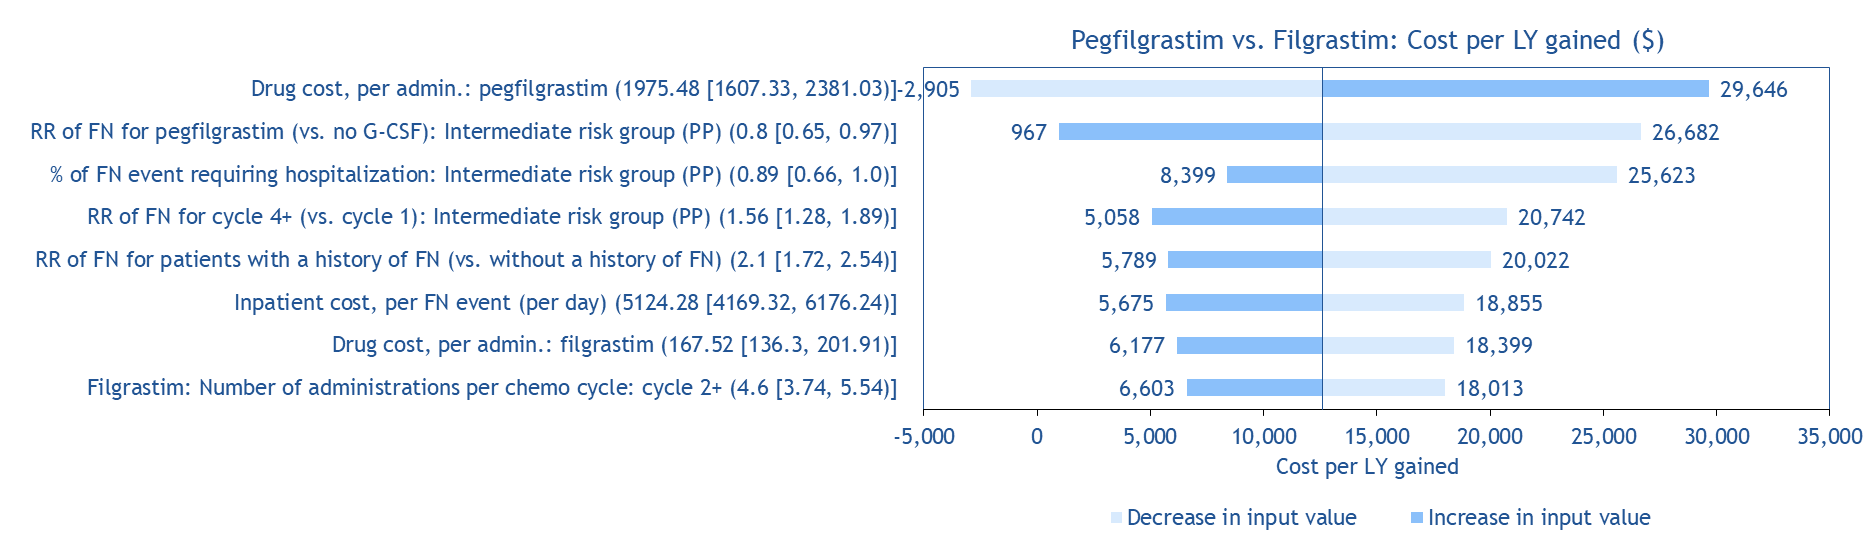 Pegfilgrastim vs. Filgrastim: Cost per LY gained ($)
Drug cost, per admin.: pegfilgrastim (1975.48 [1607.33, 2381.03)] -2,905 29,646
RR of FN for pegfilgrastim (vs. no G-CSF): Intermediate risk group (PP) (0.8 [0.65, 0.97)] 967 26,682
% of FN event requiring hospitalization: Intermediate risk group (PP) (0.89 [0.66, 1.0)] 8,399 25,623
RR of FN for cycle 4+ (vs. cycle 1): Intermediate risk group (PP) (1.56 [1.28, 1.89)] 5,058 20,742
RR of FN for patients with a history of FN (vs. without a history of FN) (2.1 [1.72, 2.54)] 5,789 20,022
Inpatient cost, per FN event (per day) (5124.28 [4169.32, 6176.24)] 5,675 18,855
Drug cost, per admin.: filgrastim (167.52 [136.3, 201.91)] 6,177 18,399
Filgrastim: Number of administrations per chemo cycle: cycle 2+ (4.6 [3.74, 5.54)] 6,603 18,013
-5,000 0 5,000 10,000 15,000 20,000 25,000 30,000 35,000
Cost per LY gained
Decrease in input value Increase in input value